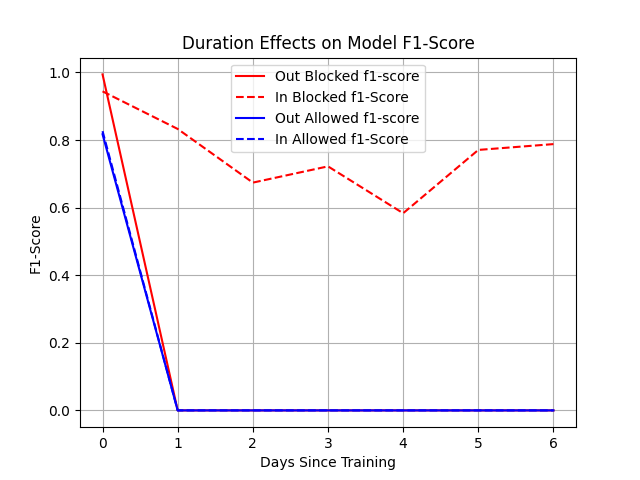 Duration Effects on Model F1-Score
Out Blocked f1-score
In Blocked f1-Score
Out Allowed f1-score
In Allowed f1-Score
1.0
0.8
0.6
0.4
0.2
0.0
F1-Score
0 1 2 3 4 5 6
Days Since Training